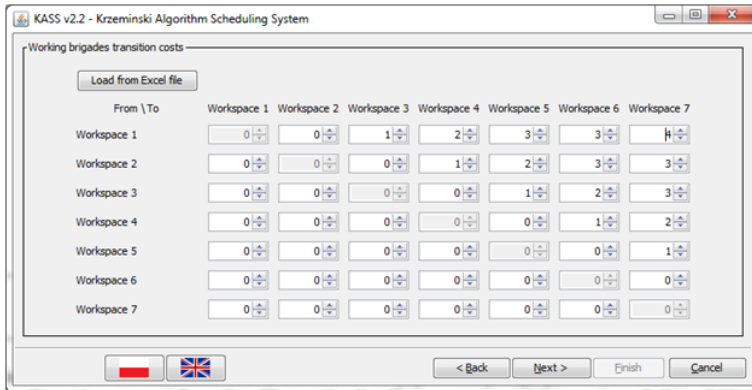 KASS v2.2 - Krzeminski Algorithm Scheduling System
Working brigades transition costs
Load from Excel file
From \To Workspace 1 Workspace 2 Workspace 3 Workspace 4 Workspace 5 Workspace 6 Workspace 7
Workspace 1 0 0 1 2 3 3 4
Workspace 2 0 0 0 1 2 3 3
Workspace 3 0 0 0 0 1 2 3
Workspace 4 0 0 0 0 0 1 2
Workspace 5 0 0 0 0 0 0 1
Workspace 6 0 0 0 0 0 0 0
Workspace 7 0 0 0 0 0 0 0
< Back Next > Finish Cancel